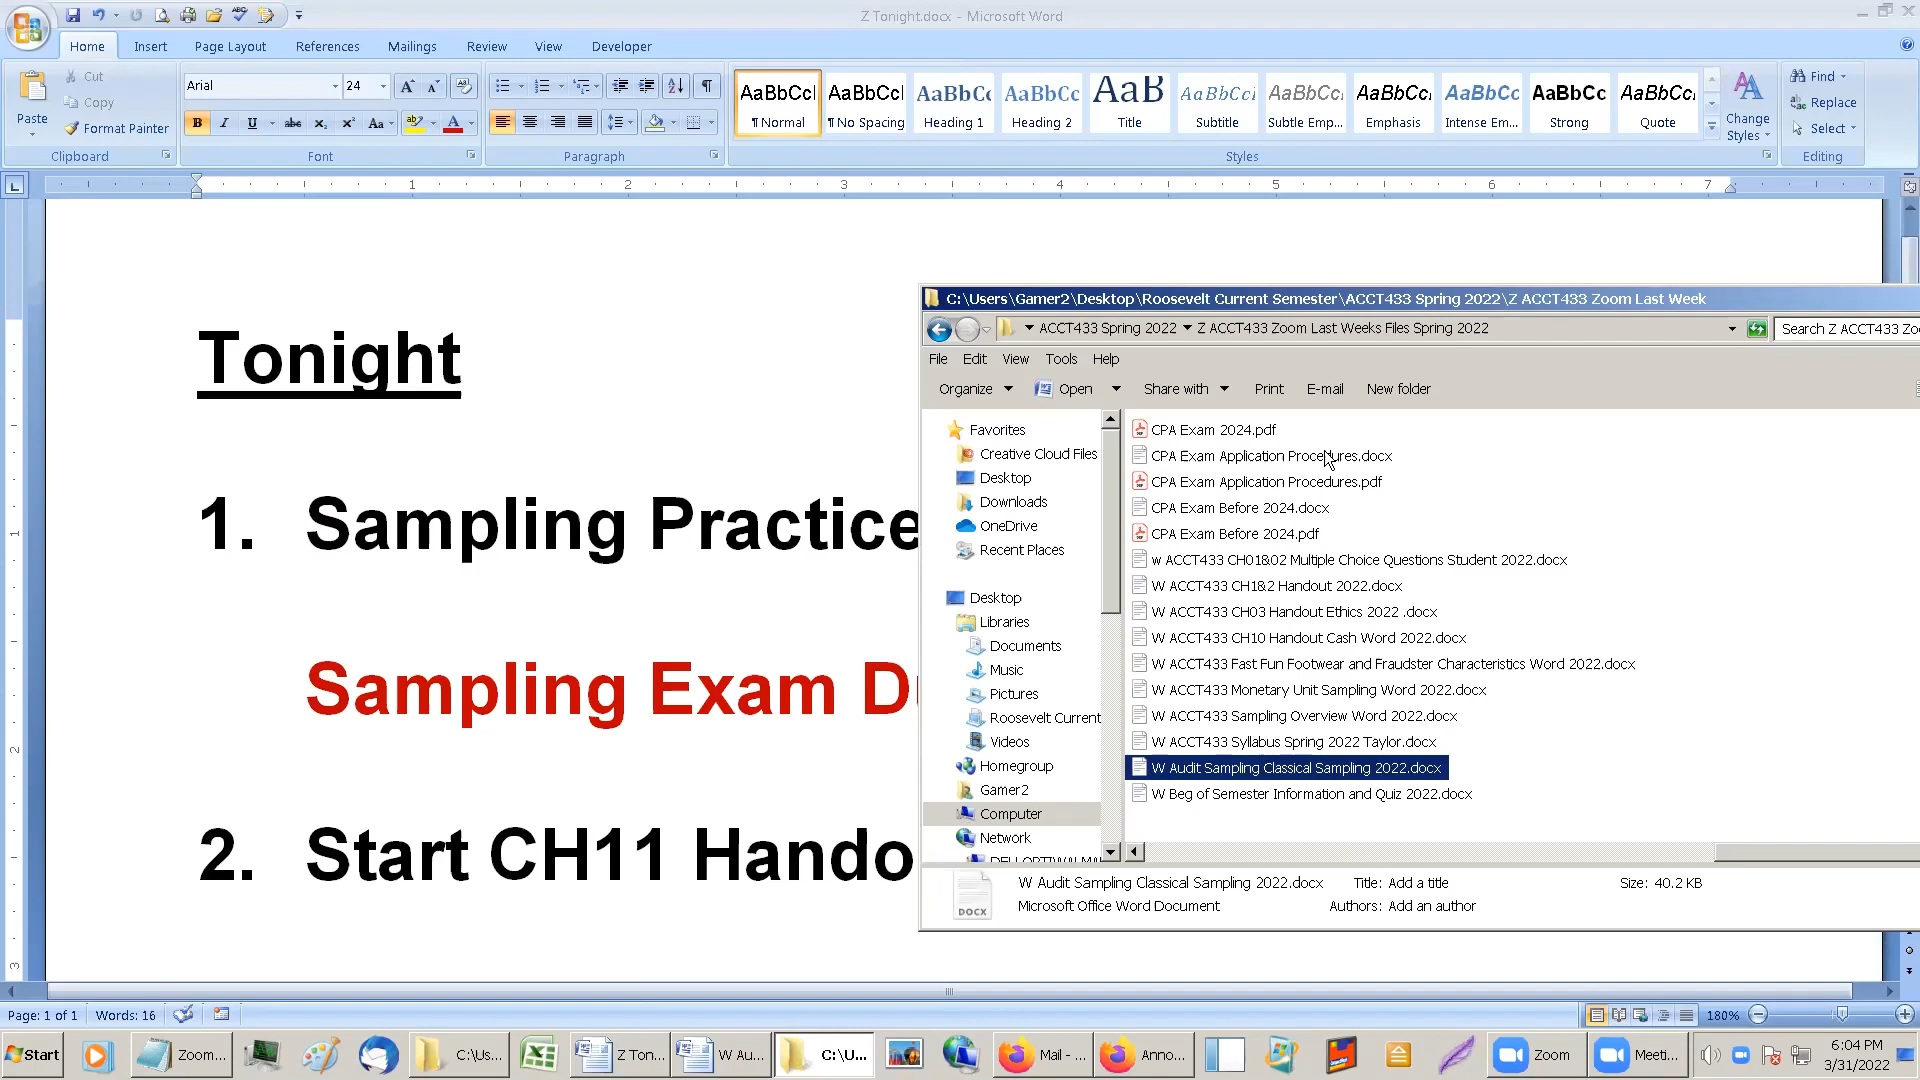 Z Tonight.docx - Microsoft Word
Home Insert Page Layout References Mailings Review View Developer
Paste
Cut
Copy
Format Painter
Clipboard
Arial 24
Font
Paragraph
AaBbCcI AaBbCcI AaBbCc AaBbCc AaB AaBbCcI AaBbCcI AaBbCcI AaBbCcI AaBbCcI AaBbCcI
¶ Normal ¶ No Spacing Heading 1 Heading 2 Title Subtitle Subtle Emp... Emphasis Intense Em... Strong Quote
Change Styles
Styles
Find
Replace
Select
Editing
1 2 3 4 5 6 7
Tonight
1. Sampling Practice
Sampling Exam Du
2. Start CH11 Hando
C:\Users\Gamer2\Desktop\Roosevelt Current Semester\ACCT433 Spring 2022\Z ACCT433 Zoom Last Week
ACCT433 Spring 2022 Z ACCT433 Zoom Last Weeks Files Spring 2022
Search Z ACCT433 Zo
File Edit View Tools Help
Organize Open Share with Print E-mail New folder
Favorites
Creative Cloud Files
Desktop
Downloads
OneDrive
Recent Places
Desktop
Libraries
Documents
Music
Pictures
Roosevelt Current
Videos
Homegroup
Gamer2
Computer
Network
CPA Exam 2024.pdf
CPA Exam Application Procedures.docx
CPA Exam Application Procedures.pdf
CPA Exam Before 2024.docx
CPA Exam Before 2024.pdf
w ACCT433 CH01&02 Multiple Choice Questions Student 2022.docx
W ACCT433 CH1&2 Handout 2022.docx
W ACCT433 CH03 Handout Ethics 2022 .docx
W ACCT433 CH10 Handout Cash Word 2022.docx
W ACCT433 Fast Fun Footwear and Fraudster Characteristics Word 2022.docx
W ACCT433 Monetary Unit Sampling Word 2022.docx
W ACCT433 Sampling Overview Word 2022.docx
W ACCT433 Syllabus Spring 2022 Taylor.docx
W Audit Sampling Classical Sampling 2022.docx
W Beg of Semester Information and Quiz 2022.docx
DOCX
W Audit Sampling Classical Sampling 2022.docx Title: Add a title Size: 40.2 KB
Microsoft Office Word Document Authors: Add an author
Page: 1 of 1 Words: 16 180%
Start Zoom... C:\Us... Z Ton... W Au... C:\U... Mail - ... Anno... Zoom Meeti...
6:04 PM
3/31/2022